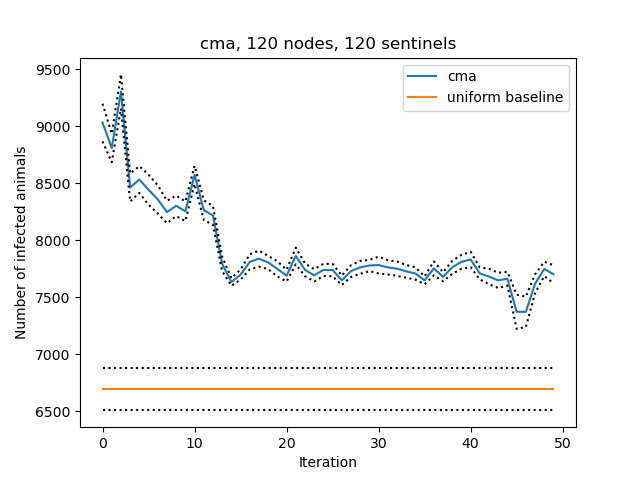 cma, 120 nodes, 120 sentinels
cma
uniform baseline
9500
9000
8500
8000
7500
7000
6500
Number of infected animals
0 10 20 30 40 50
Iteration